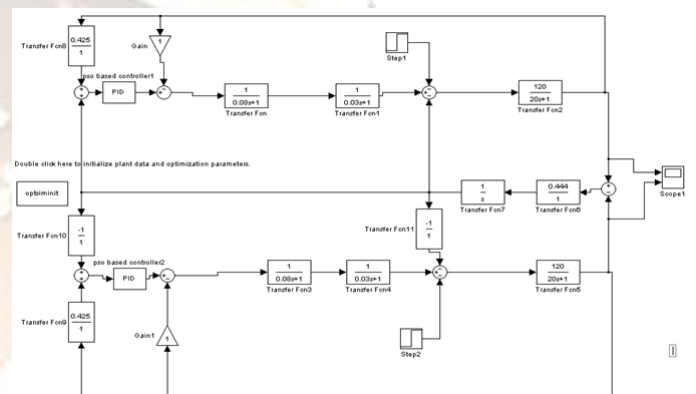 0.425
1
Transfer Fcn8
Gain
1
Step1
pso based controller1
PID
1
0.08s+1
Transfer Fcn
1
0.03s+1
Transfer Fcn1
120
20s+1
Transfer Fcn2
Double click here to initialize plant data and optimization parameters.
optsiminit
1
s
Transfer Fcn7
0.444
1
Transfer Fcn6
Scope1
-1
1
Transfer Fcn10
-1
1
Transfer Fcn11
pso based controller2
PID
1
0.08s+1
Transfer Fcn3
1
0.03s+1
Transfer Fcn4
120
20s+1
Transfer Fcn5
0.425
1
Transfer Fcn9
Gain1
1
Step2